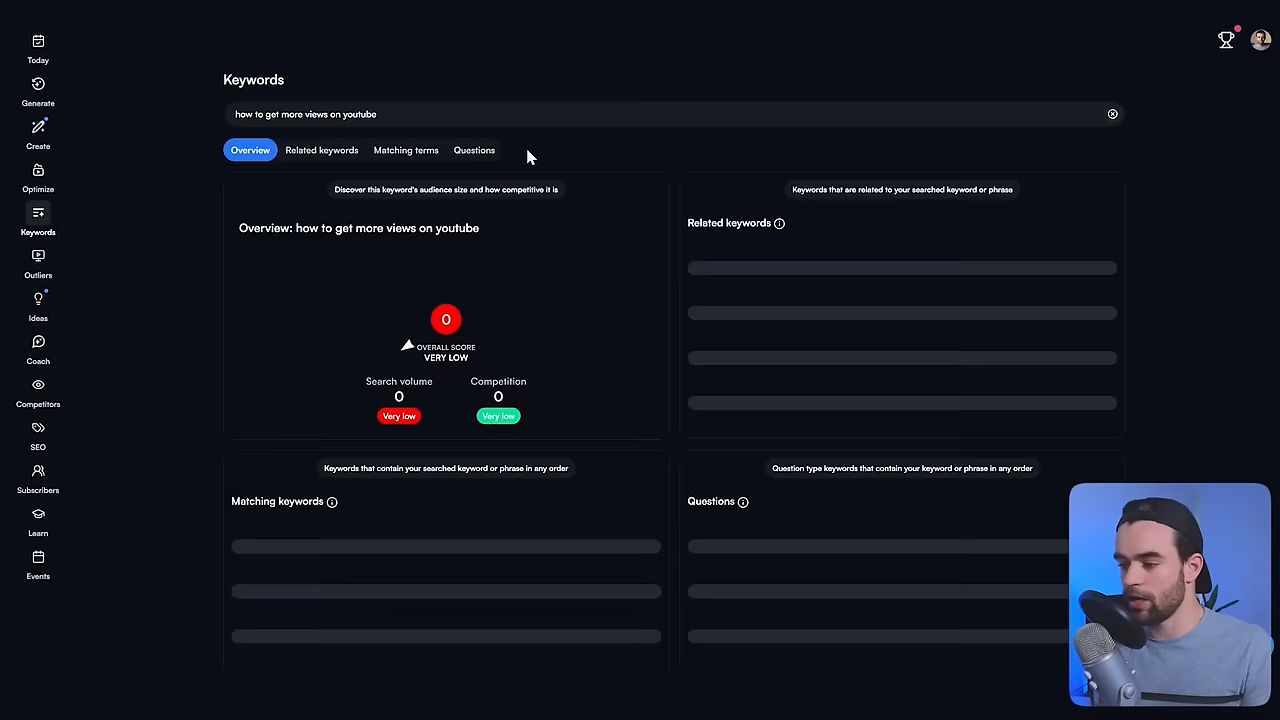 Today
Generate
Create
Optimize
Keywords
Outliers
Ideas
Coach
Competitors
SEO
Subscribers
Learn
Events
Keywords
how to get more views on youtube
Overview Related keywords Matching terms Questions
Discover this keyword's audience size and how competitive it is
Overview: how to get more views on youtube
0
OVERALL SCORE
VERY LOW
Search volume Competition
0 0
Very low Very low
Keywords that are related to your searched keyword or phrase
Related keywords
Keywords that contain your searched keyword or phrase in any order
Matching keywords
Question type keywords that contain your keyword or phrase in any order
Questions